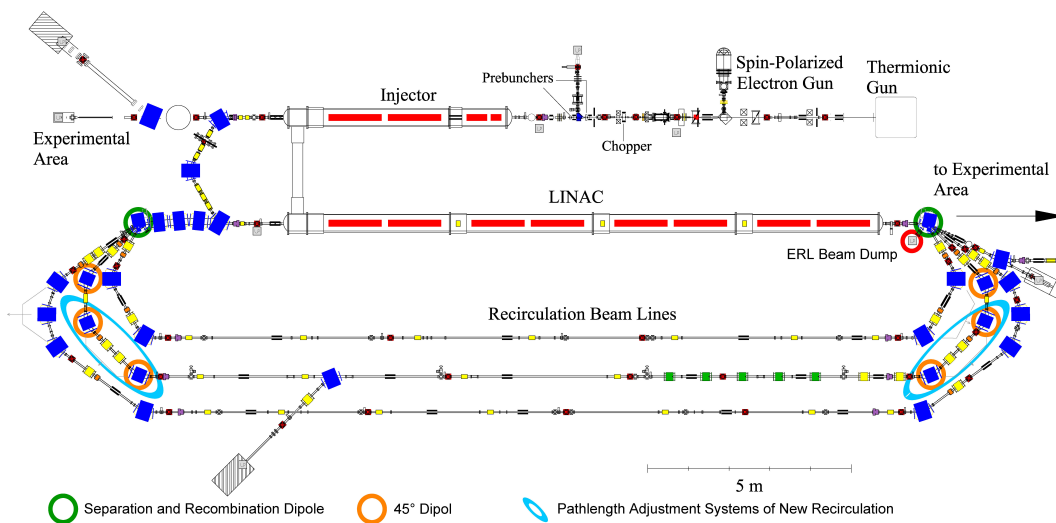 Spin-Polarized
Electron Gun
Thermionic
Gun
Prebunchers
Injector
Experimental
Area
Chopper
to Experimental
Area
LINAC
ERL Beam Dump
Recirculation Beam Lines
5 m
Separation and Recombination Dipole
45° Dipol
Pathlength Adjustment Systems of New Recirculation